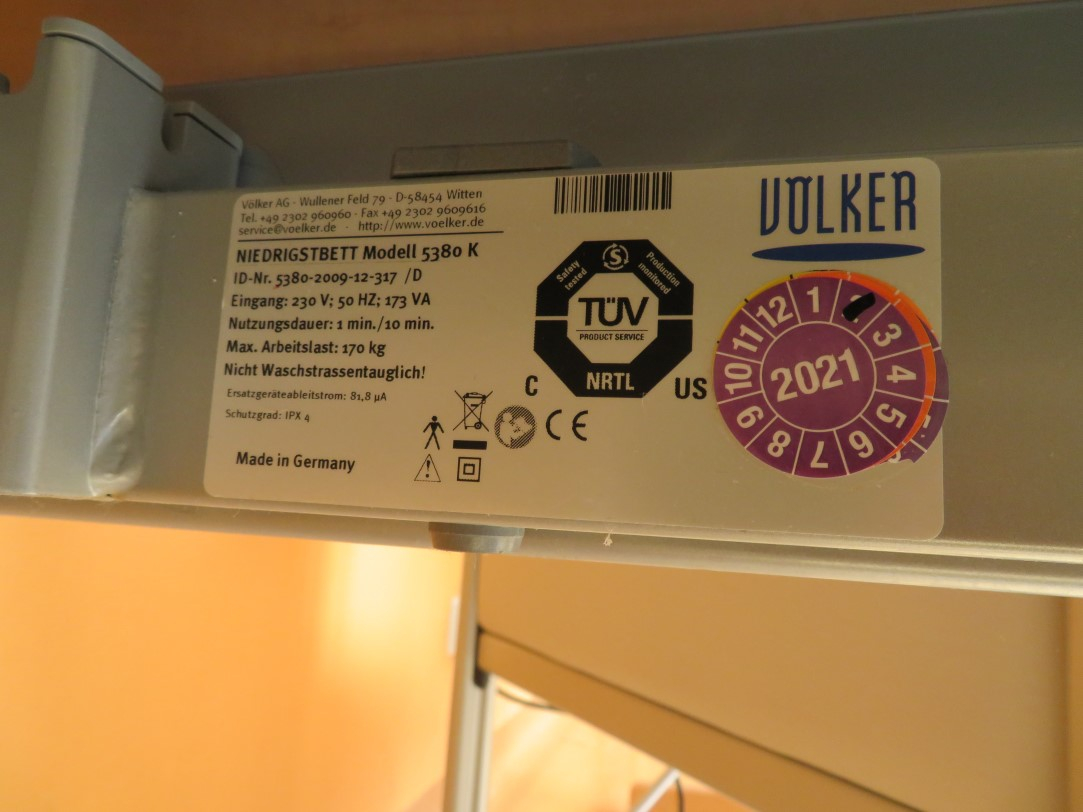 Völker AG · Wullener Feld 79 · D-58454 Witten
Tel. +49 2302 960960 · Fax +49 2302 9609616
service@voelker.de · http://www.voelker.de
NIEDRIGSTBETT Modell 5380 K
ID-Nr. 5380-2009-12-317 /D
Eingang: 230 V; 50 HZ; 173 VA
Nutzungsdauer: 1 min./10 min.
Max. Arbeitslast: 170 kg
Nicht Waschstrassentauglich!
Ersatzgeräteableitstrom: 81,8 µA
Schutzgrad: IPX 4
Made in Germany
Safety tested
S
Production monitored
TÜV
PRODUCT SERVICE
NRTL
C
US
CE
VÖLKER
1
3
4
5
6
7
8
9
10
11
12
2021